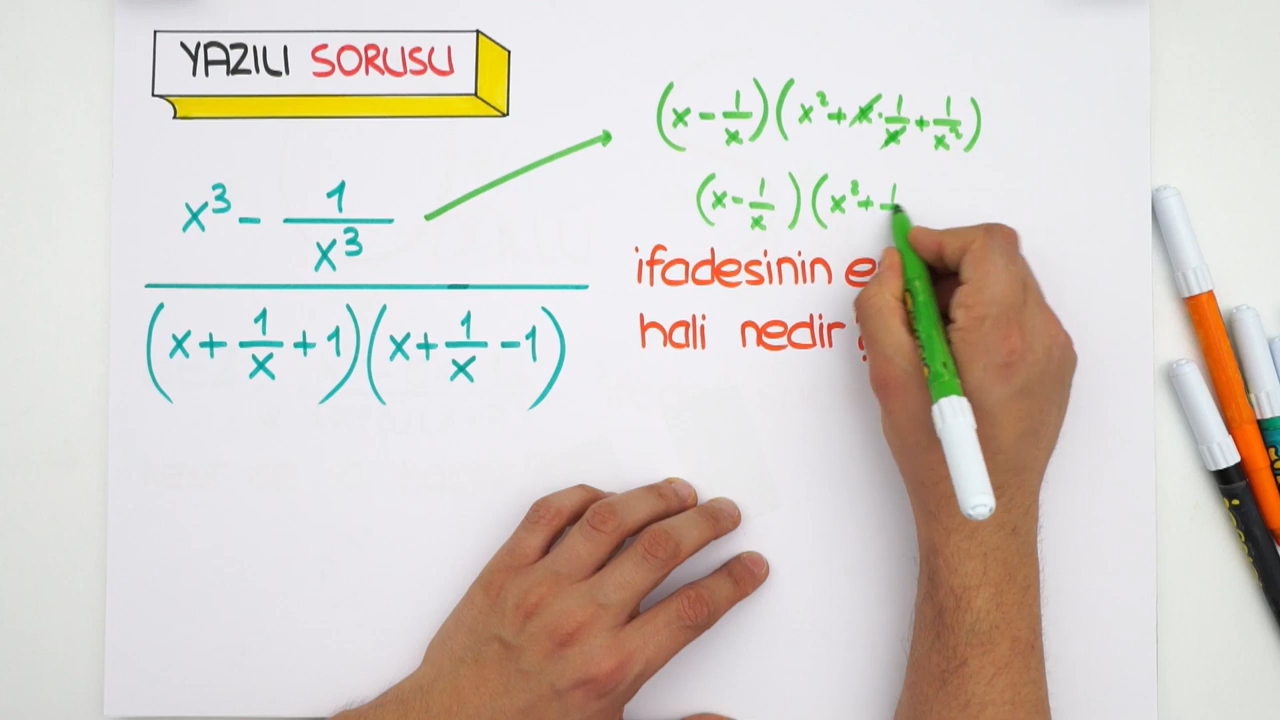 YAZILI SORUSU
x³ - 1/x³
(x + 1/x + 1)(x + 1/x - 1)
(x - 1/x)(x² + x · 1/x + 1/x²)
(x - 1/x)(x² + 1
ifadesinin
hali nedir